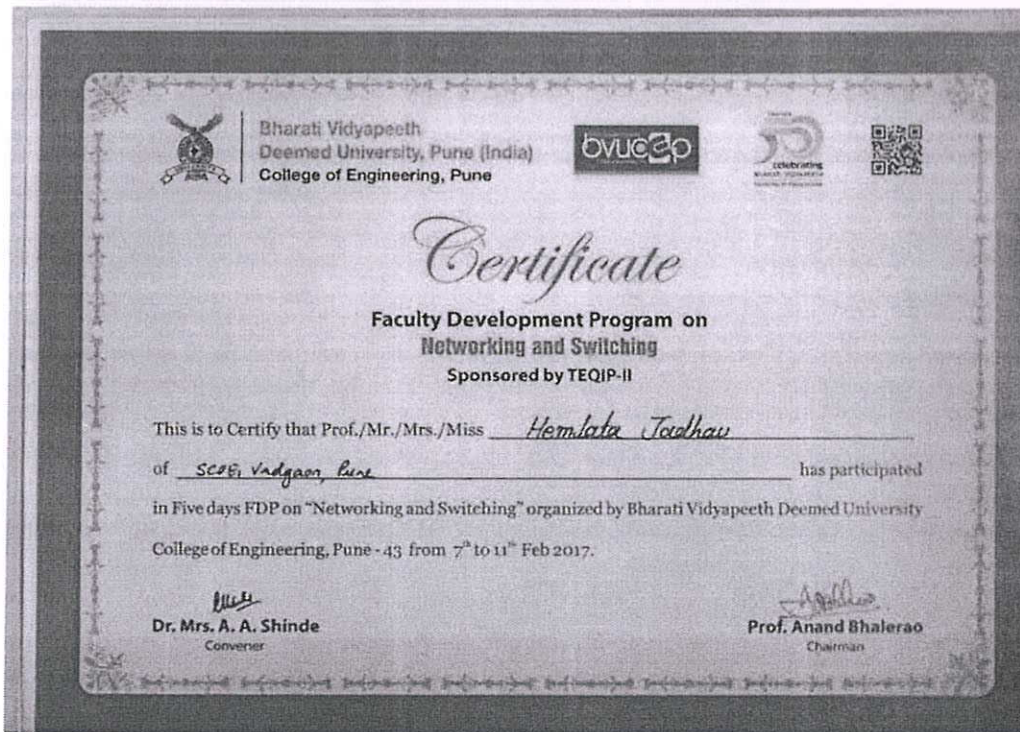 Bharati Vidyapeeth
Deemed University, Pune (India)
College of Engineering, Pune
bvucep
celebrating
Certificate
Faculty Development Program on
Networking and Switching
Sponsored by TEQIP-II
This is to Certify that Prof./Mr./Mrs./Miss Hemlata Jadhav
of SCOE, Vadgaon, Pune has participated
in Five days FDP on "Networking and Switching" organized by Bharati Vidyapeeth Deemed University
College of Engineering, Pune - 43 from 7th to 11th Feb 2017.
Dr. Mrs. A. A. Shinde
Convener
Prof. Anand Bhalerao
Chairman